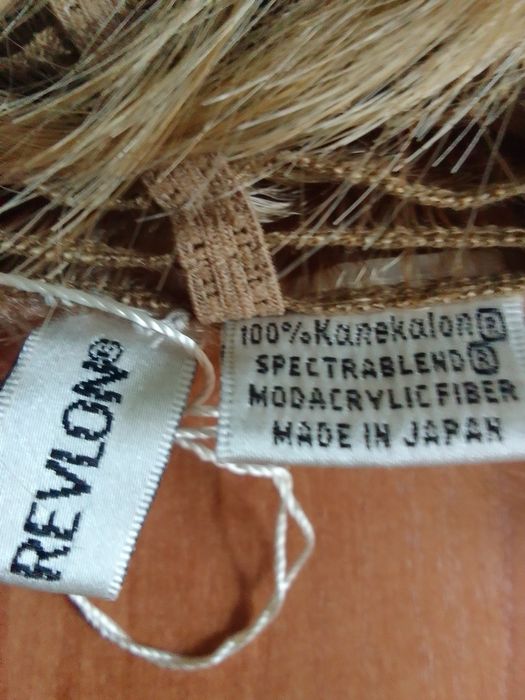 REVLON®
100% Kanekalon®
SPECTRABLEND®
MODACRYLIC FIBER
MADE IN JAPAN